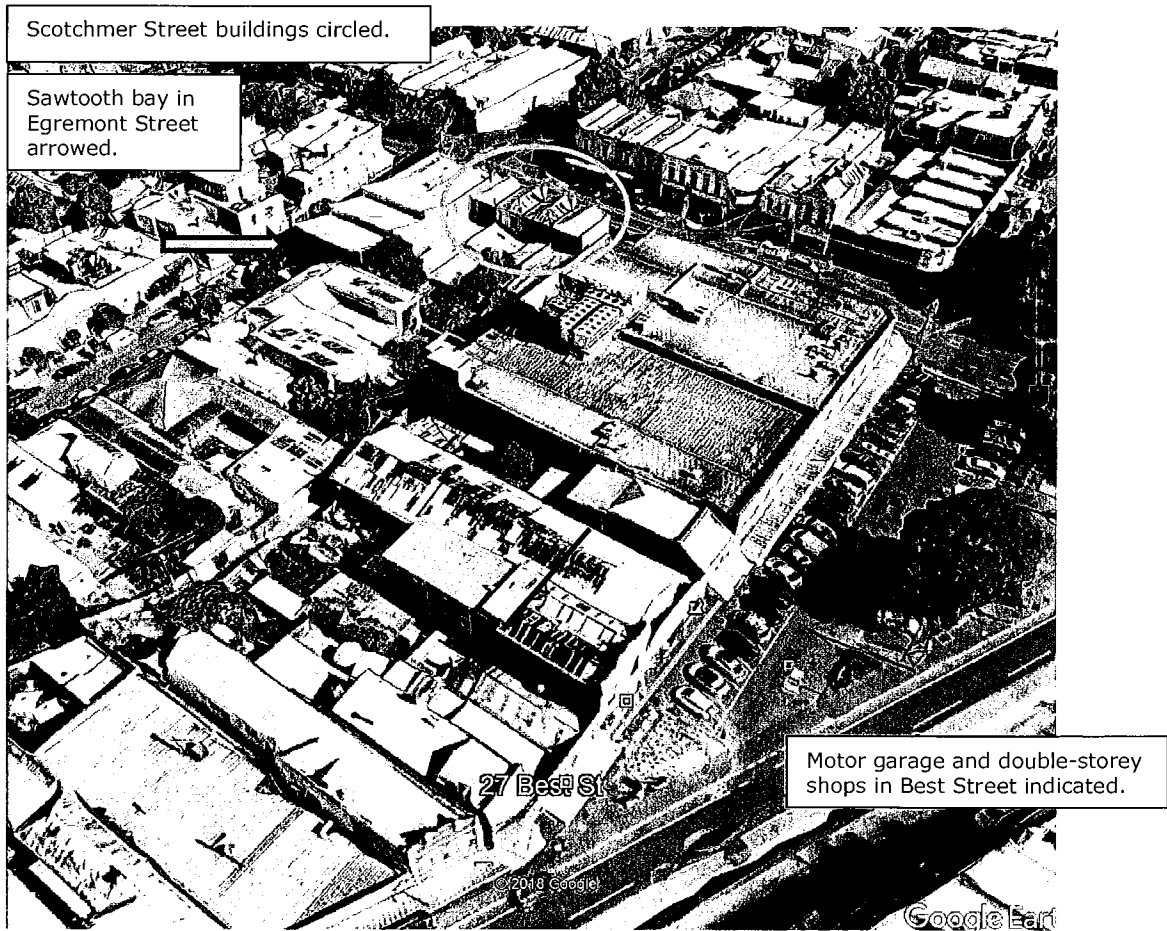 Scotchmer Street buildings circled.
Sawtooth bay in
Egremont Street
arrowed.
27 Best St
Motor garage and double-storey
shops in Best Street indicated.
© 2018 Google
Google Eart